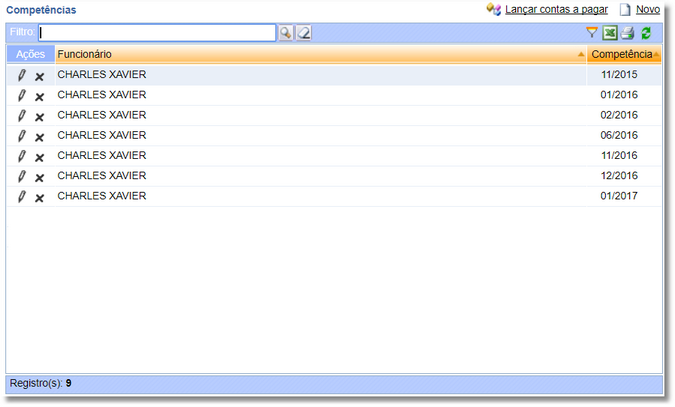 Competências
Lançar contas a pagar
Novo
Filtro:
Ações Funcionário Competência
CHARLES XAVIER 11/2015
CHARLES XAVIER 01/2016
CHARLES XAVIER 02/2016
CHARLES XAVIER 06/2016
CHARLES XAVIER 11/2016
CHARLES XAVIER 12/2016
CHARLES XAVIER 01/2017
Registro(s): 9